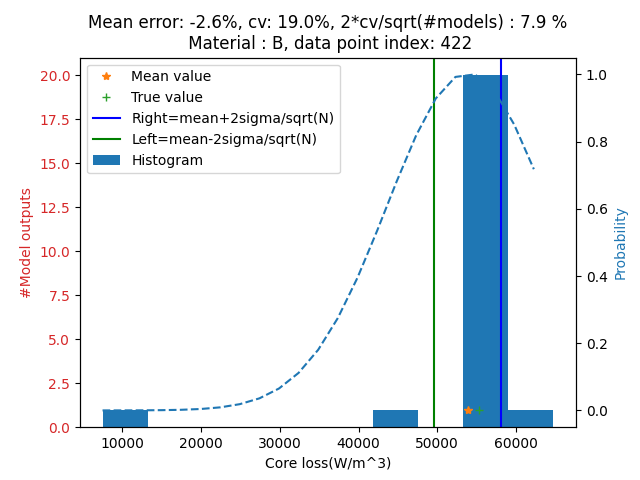 Mean error: -2.6%, cv: 19.0%, 2*cv/sqrt(#models) : 7.9 %
Material : B, data point index: 422
Mean value
True value
Right=mean+2sigma/sqrt(N)
Left=mean-2sigma/sqrt(N)
Histogram
20.0
17.5
15.0
12.5
10.0
7.5
5.0
2.5
0.0
#Model outputs
1.0
0.8
0.6
0.4
0.2
0.0
Probability
10000 20000 30000 40000 50000 60000
Core loss(W/m^3)